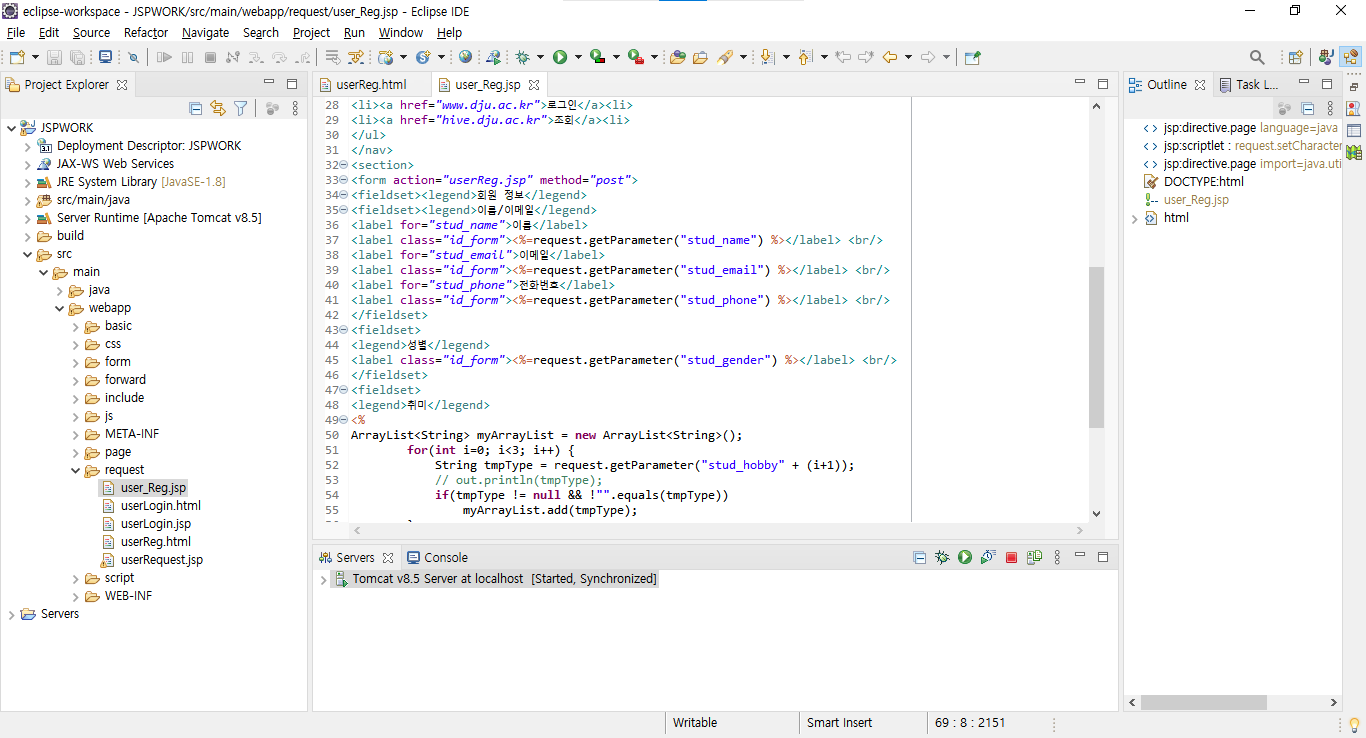 eclipse-workspace - JSPWORK/src/main/webapp/request/user_Reg.jsp - Eclipse IDE
File Edit Source Refactor Navigate Search Project Run Window Help
Project Explorer
JSPWORK
Deployment Descriptor: JSPWORK
JAX-WS Web Services
JRE System Library [JavaSE-1.8]
src/main/java
Server Runtime [Apache Tomcat v8.5]
build
src
main
java
webapp
basic
css
form
forward
include
js
META-INF
page
request
user_Reg.jsp
userLogin.html
userLogin.jsp
userReg.html
userRequest.jsp
script
WEB-INF
Servers
userReg.html user_Reg.jsp
28 <li><a href="www.dju.ac.kr">로그인</a><li>
29 <li><a href="hive.dju.ac.kr">조회</a><li>
30 </ul>
31 </nav>
32 <section>
33 <form action="userReg.jsp" method="post">
34 <fieldset><legend>회원 정보</legend>
35 <fieldset><legend>이름/이메일</legend>
36 <label for="stud_name">이름</label>
37 <label class="id_form"><%=request.getParameter("stud_name") %></label> <br/>
38 <label for="stud_email">이메일</label>
39 <label class="id_form"><%=request.getParameter("stud_email") %></label> <br/>
40 <label for="stud_phone">전화번호</label>
41 <label class="id_form"><%=request.getParameter("stud_phone") %></label> <br/>
42 </fieldset>
43 <fieldset>
44 <legend>성별</legend>
45 <label class="id_form"><%=request.getParameter("stud_gender") %></label> <br/>
46 </fieldset>
47 <fieldset>
48 <legend>취미</legend>
49 <%
50 ArrayList<String> myArrayList = new ArrayList<String>();
51 for(int i=0; i<3; i++) {
52 String tmpType = request.getParameter("stud_hobby" + (i+1));
53 // out.println(tmpType);
54 if(tmpType != null && !"".equals(tmpType))
55 myArrayList.add(tmpType);
Servers Console
Tomcat v8.5 Server at localhost [Started, Synchronized]
Outline Task L...
jsp:directive.page language=java
jsp:scriptlet : request.setCharacter
jsp:directive.page import=java.uti
DOCTYPE:html
user_Reg.jsp
html
Writable Smart Insert 69 : 8 : 2151